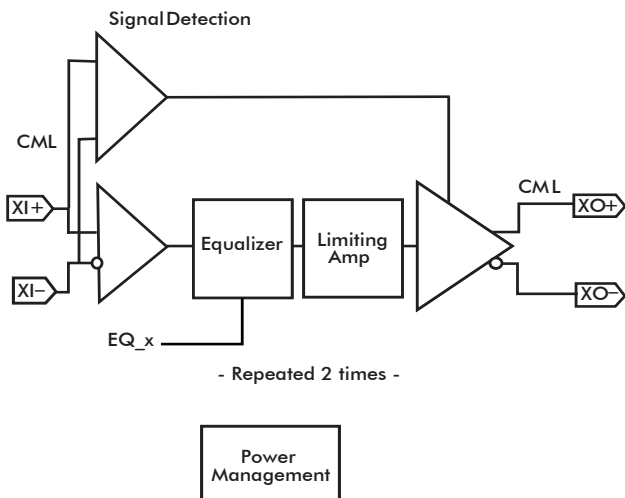 Signal Detection
CML
XI+
XI−
Equalizer
Limiting
Amp
CML
XO+
XO−
EQ_x
- Repeated 2 times -
Power
Management